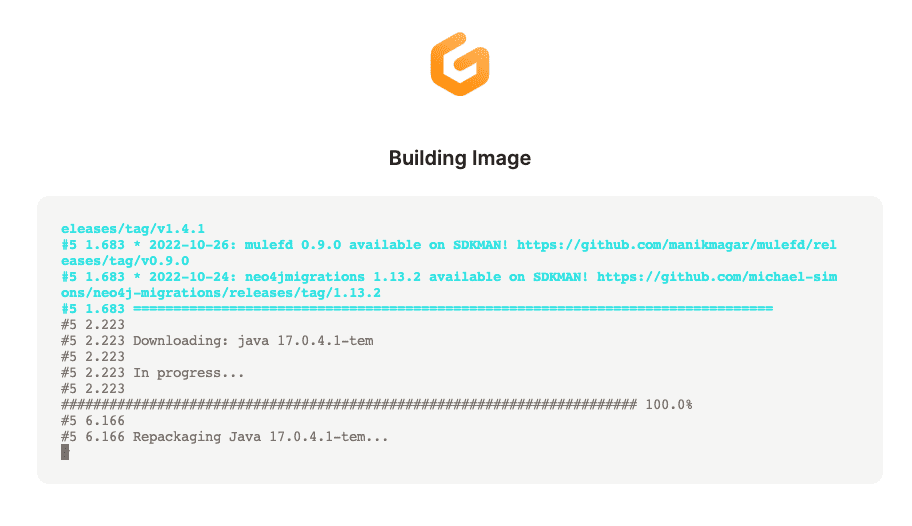 Building Image
eleases/tag/v1.4.1
#5 1.683 * 2022-10-26: mulefd 0.9.0 available on SDKMAN! https://github.com/manikmagar/mulefd/rel
eases/tag/v0.9.0
#5 1.683 * 2022-10-24: neo4jmigrations 1.13.2 available on SDKMAN! https://github.com/michael-sim
ons/neo4j-migrations/releases/tag/1.13.2
#5 1.683 ================================================================================
#5 2.223
#5 2.223 Downloading: java 17.0.4.1-tem
#5 2.223
#5 2.223 In progress...
#5 2.223
######################################################################## 100.0%
#5 6.166
#5 6.166 Repackaging Java 17.0.4.1-tem...